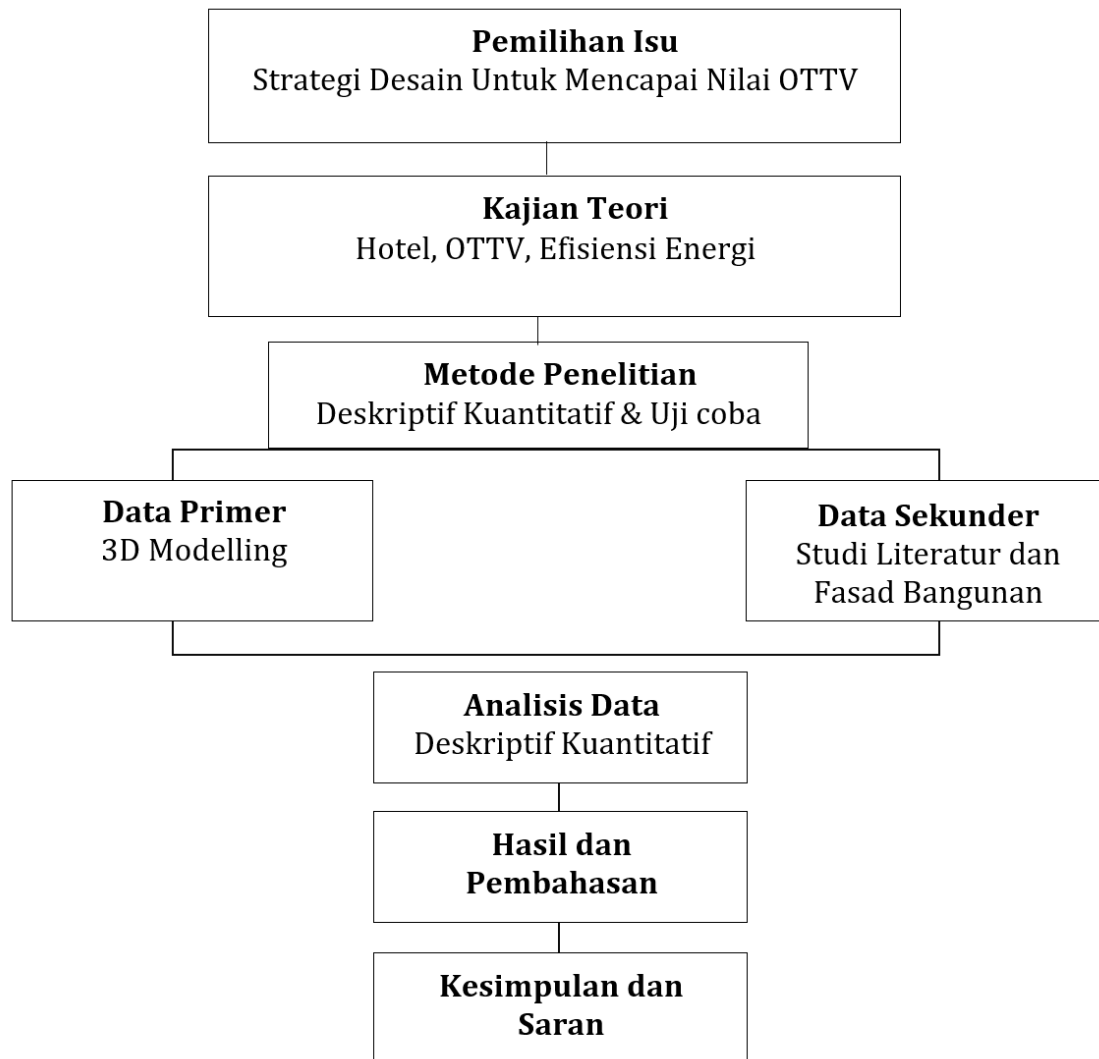 Pemilihan Isu
Strategi Desain Untuk Mencapai Nilai OTTV
Kajian Teori
Hotel, OTTV, Efisiensi Energi
Metode Penelitian
Deskriptif Kuantitatif & Uji coba
Data Primer
3D Modelling
Data Sekunder
Studi Literatur dan
Fasad Bangunan
Analisis Data
Deskriptif Kuantitatif
Hasil dan
Pembahasan
Kesimpulan dan
Saran